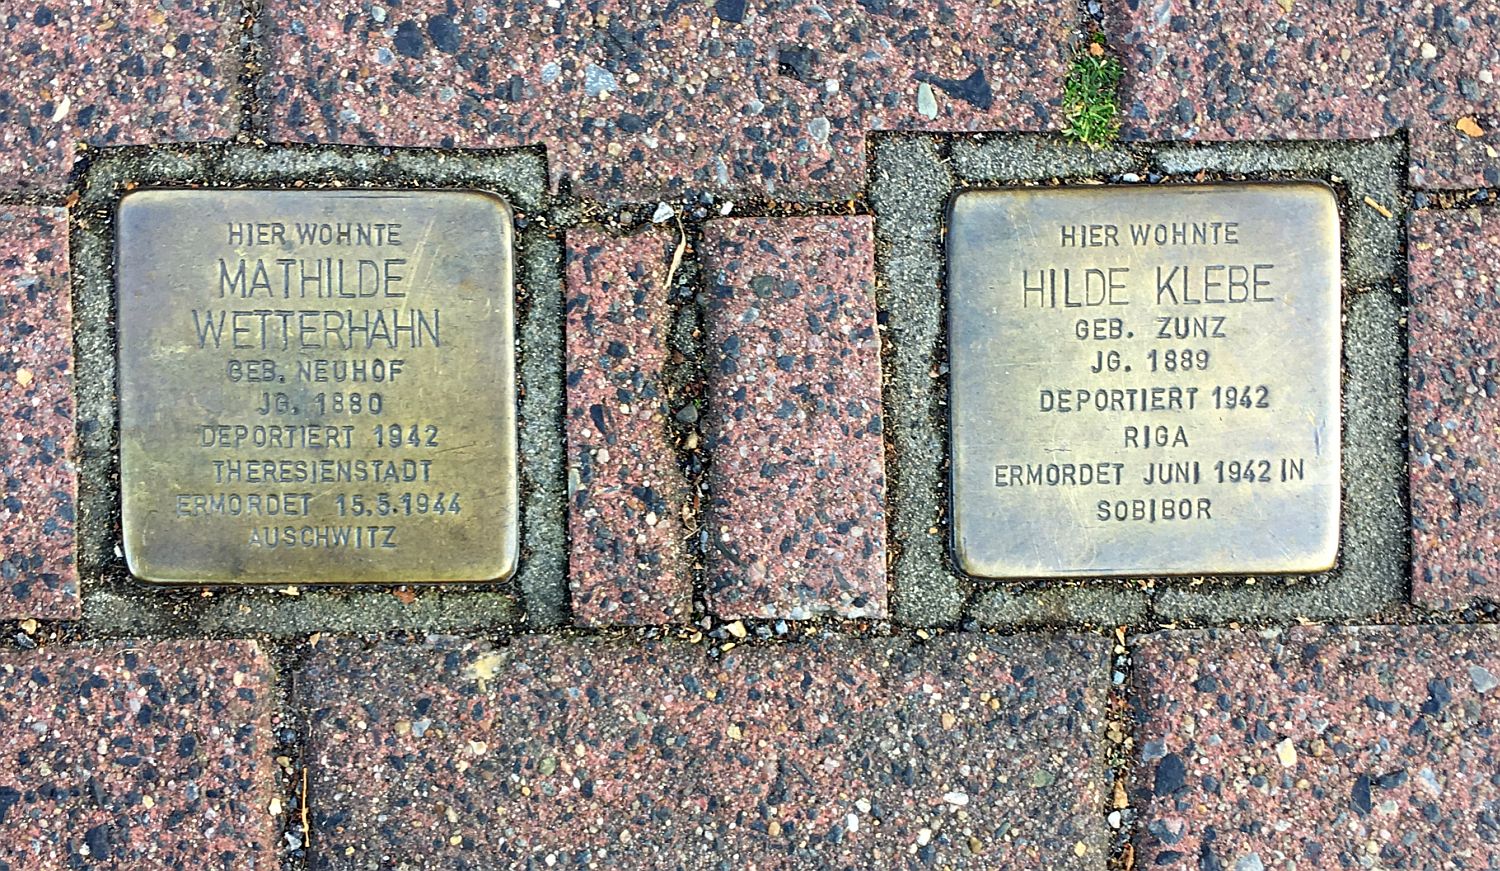 HIER WOHNTE
MATHILDE
WETTERHAHN
GEB. NEUHOF
JG. 1880
DEPORTIERT 1942
THERESIENSTADT
ERMORDET 15.5.1944
AUSCHWITZ
HIER WOHNTE
HILDE KLEBE
GEB. ZUNZ
JG. 1889
DEPORTIERT 1942
RIGA
ERMORDET JUNI 1942 IN
SOBIBOR